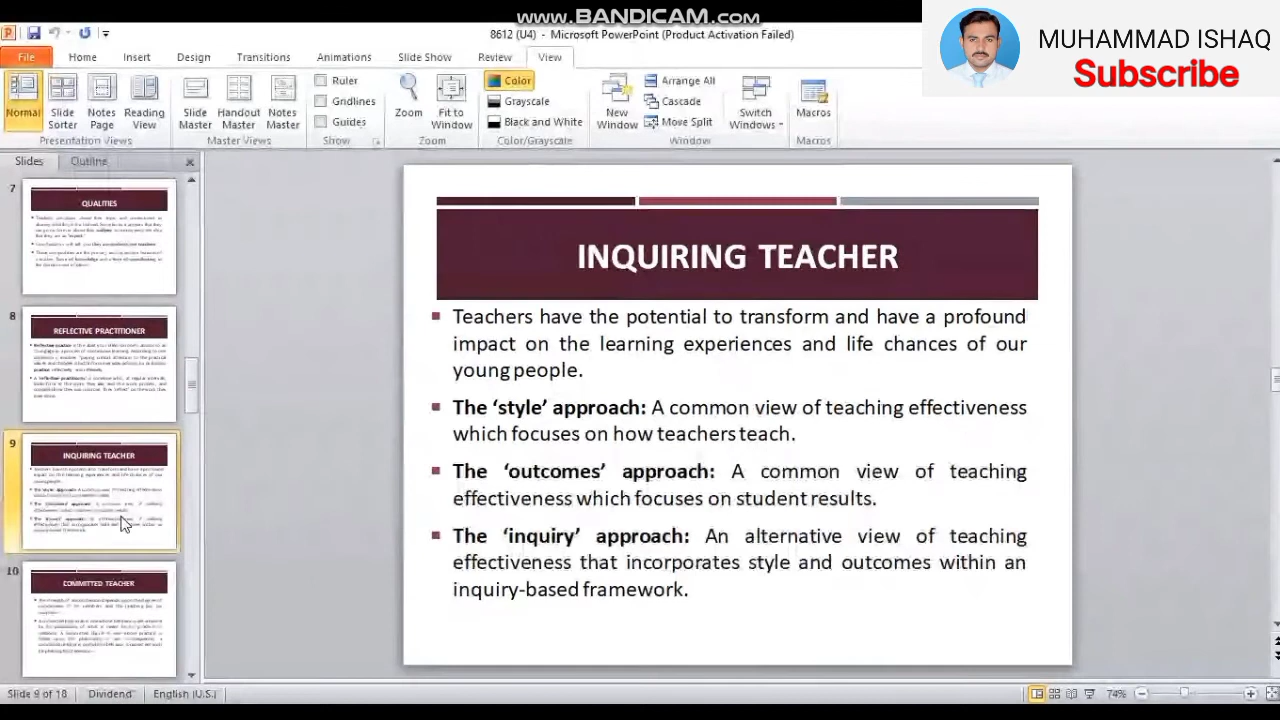 www.BANDICAM.com
8612 (U4) - Microsoft PowerPoint (Product Activation Failed)
MUHAMMAD ISHAQ
Subscribe
File Home Insert Design Transitions Animations Slide Show Review View
Normal
Slide Sorter
Notes Page
Reading View
Presentation Views
Slide Master
Handout Master
Notes Master
Master Views
Ruler
Gridlines
Guides
Show
Zoom
Fit to Window
Zoom
Color
Grayscale
Black and White
Color/Grayscale
New Window
Arrange All
Cascade
Move Split
Switch Windows
Window
Macros
Macros
Slides Outline
7
QUALITIES
8
REFLECTIVE PRACTITIONER
9
INQUIRING TEACHER
10
COMMITTED TEACHER
INQUIRING TEACHER
Teachers have the potential to transform and have a profound
impact on the learning experiences and life chances of our
young people.
The ‘style’ approach: A common view of teaching effectiveness
which focuses on how teachers teach.
The ‘outcomes’ approach: A common view of teaching
effectiveness which focuses on student results.
The ‘inquiry’ approach: An alternative view of teaching
effectiveness that incorporates style and outcomes within an
inquiry-based framework.
Slide 9 of 18 Dividend English (U.S.) 74%